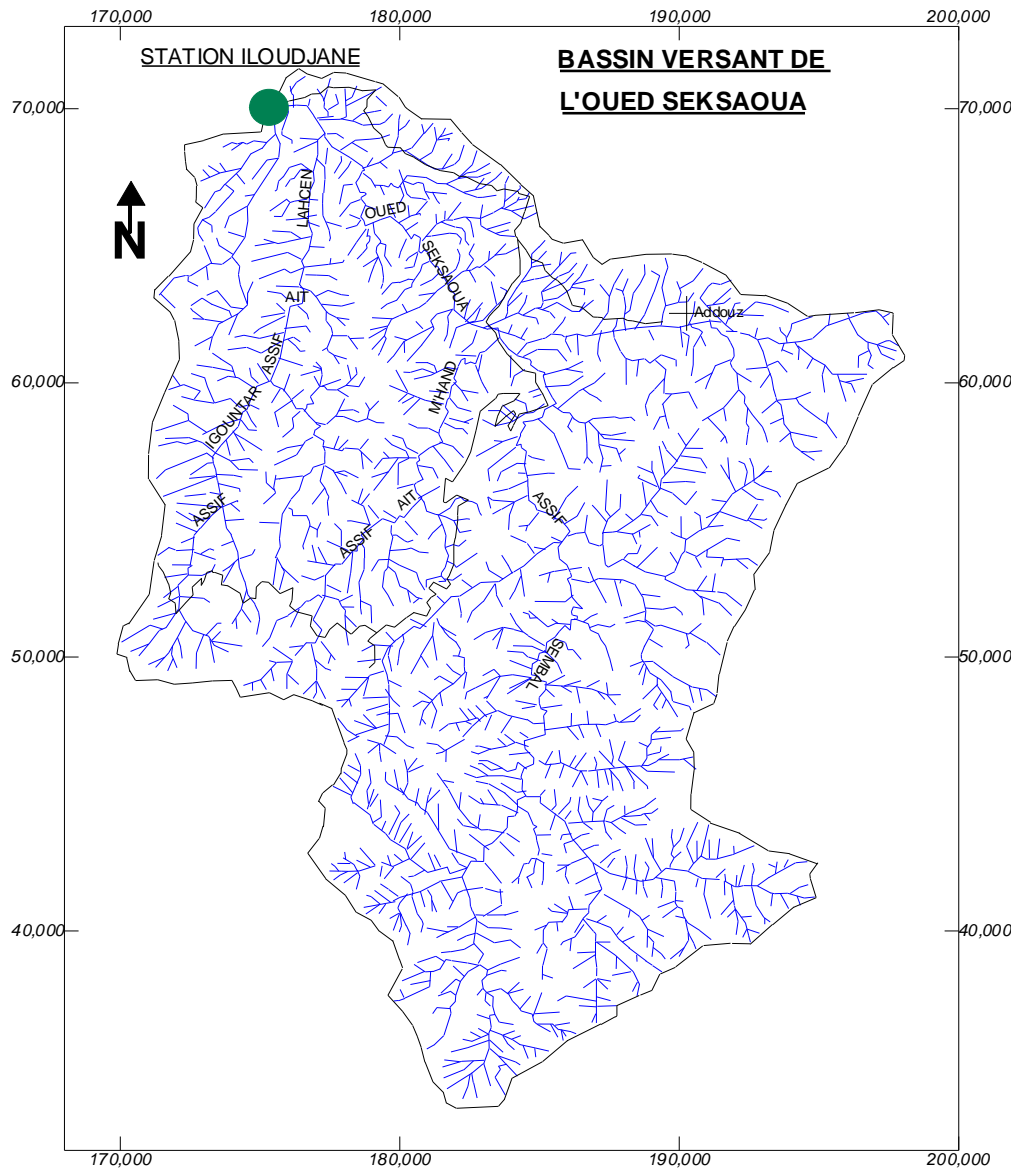 170,000
180,000
190,000
200,000
STATION ILOUDJANE
BASSIN VERSANT DE
L'OUED SEKSAOUA
70,000
70,000
N
LAHCEN
OUED
SEKSAOUA
AIT
Addouz
ASSIF
60,000
60,000
M'HAND
IGOUNTAR
ASSIF
AIT
ASSIF
ASSIF
50,000
50,000
SEMBAL
40,000
40,000
170,000
180,000
190,000
200,000